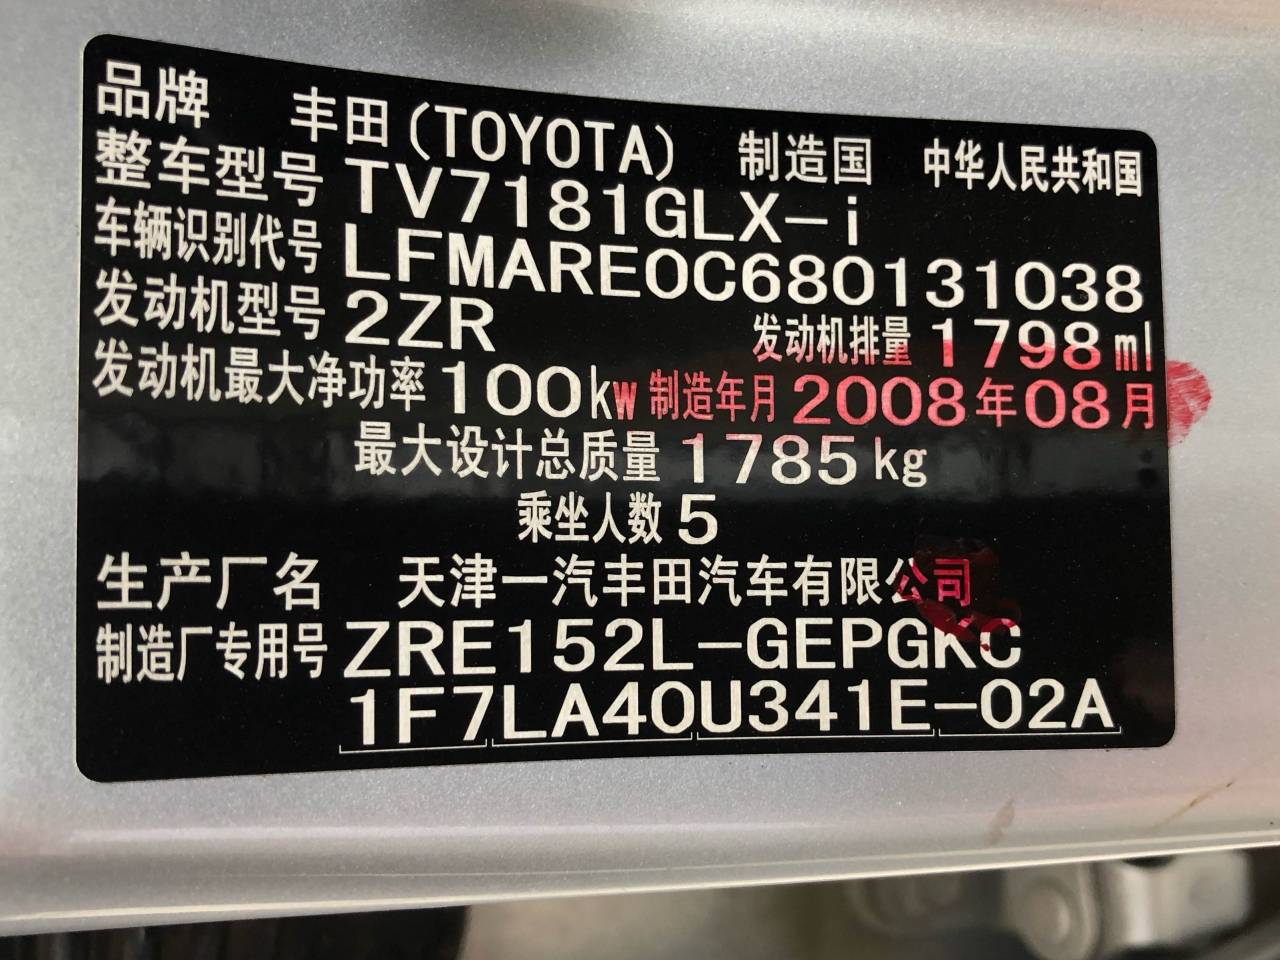 品牌 丰田(TOYOTA) 制造国 中华人民共和国
整车型号 TV7181GLX-i
车辆识别代号 LFMARE0C680131038
发动机型号 2ZR 发动机排量 1798 ml
发动机最大净功率 100kw 制造年月 2008年08月
最大设计总质量 1785 kg
乘坐人数 5
生产厂名 天津一汽丰田汽车有限公司
制造厂专用号 ZRE152L-GEPGKC
1F7LA40U341E-02A